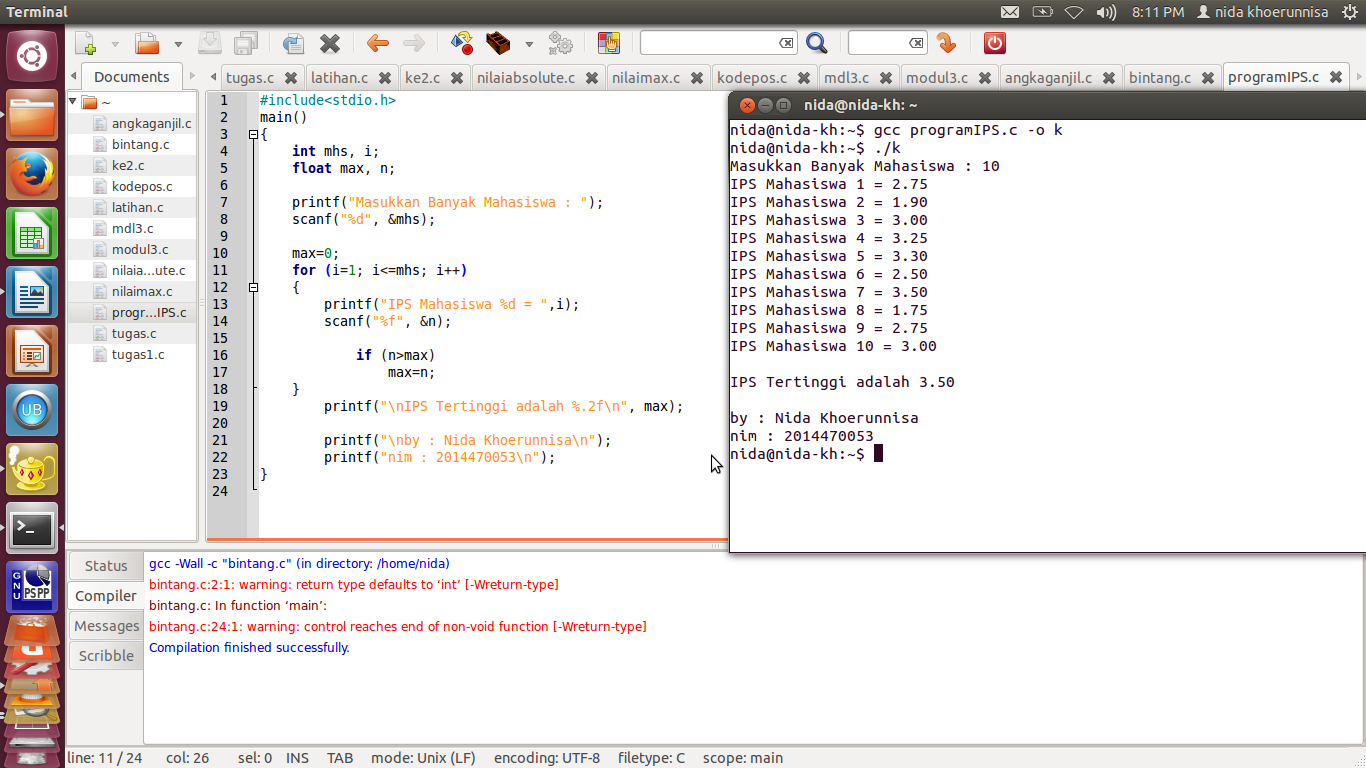 Terminal
8:11 PM
nida khoerunnisa
Documents
tugas.c
latihan.c
ke2.c
nilaiabsolute.c
nilaimax.c
kodepos.c
mdl3.c
modul3.c
angkaganjil.c
bintang.c
programIPS.c
~
angkaganjil.c
bintang.c
ke2.c
kodepos.c
latihan.c
mdl3.c
modul3.c
nilaia...ute.c
nilaimax.c
progr...IPS.c
tugas.c
tugas1.c
1 #include<stdio.h>
2 main()
3 {
4     int mhs, i;
5     float max, n;
6
7     printf("Masukkan Banyak Mahasiswa : ");
8     scanf("%d", &mhs);
9
10     max=0;
11     for (i=1; i<=mhs; i++)
12     {
13         printf("IPS Mahasiswa %d = ",i);
14         scanf("%f", &n);
15
16             if (n>max)
17                 max=n;
18     }
19         printf("\nIPS Tertinggi adalah %.2f\n", max);
20
21         printf("\nby : Nida Khoerunnisa\n");
22         printf("nim : 2014470053\n");
23 }
24
nida@nida-kh: ~
nida@nida-kh:~$ gcc programIPS.c -o k
nida@nida-kh:~$ ./k
Masukkan Banyak Mahasiswa : 10
IPS Mahasiswa 1 = 2.75
IPS Mahasiswa 2 = 1.90
IPS Mahasiswa 3 = 3.00
IPS Mahasiswa 4 = 3.25
IPS Mahasiswa 5 = 3.30
IPS Mahasiswa 6 = 2.50
IPS Mahasiswa 7 = 3.50
IPS Mahasiswa 8 = 1.75
IPS Mahasiswa 9 = 2.75
IPS Mahasiswa 10 = 3.00
IPS Tertinggi adalah 3.50
by : Nida Khoerunnisa
nim : 2014470053
nida@nida-kh:~$
UB
GNU PSPP
Status
Compiler
Messages
Scribble
gcc -Wall -c "bintang.c" (in directory: /home/nida)
bintang.c:2:1: warning: return type defaults to ‘int’ [-Wreturn-type]
bintang.c: In function ‘main’:
bintang.c:24:1: warning: control reaches end of non-void function [-Wreturn-type]
Compilation finished successfully.
line: 11 / 24 col: 26 sel: 0 INS TAB mode: Unix (LF) encoding: UTF-8 filetype: C scope: main